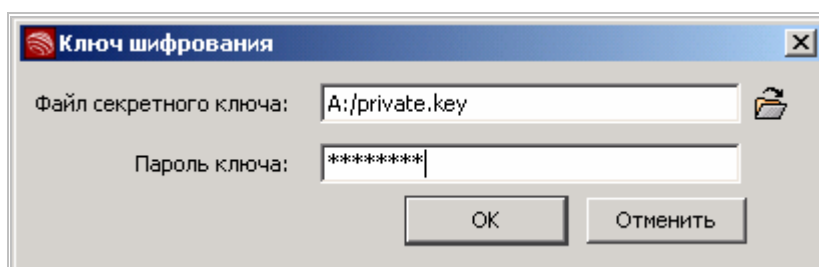 Ключ шифрования
Файл секретного ключа: A:/private.key
Пароль ключа: ********
OK Отменить